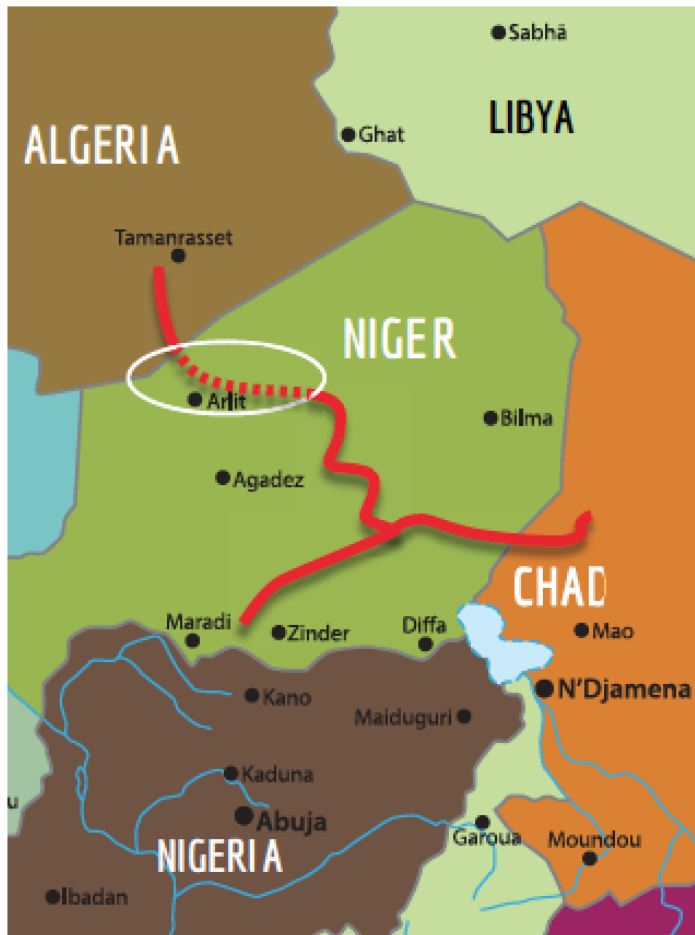 Sabhā
LIBYA
Ghat
ALGERIA
Tamanrasset
NIGER
Arlit
Bilma
Agadez
CHAD
Maradi
Zinder
Diffa
Mao
N'Djamena
Kano
Maiduguri
Kaduna
Abuja
u
Garoua
Moundou
NIGERIA
Ibadan